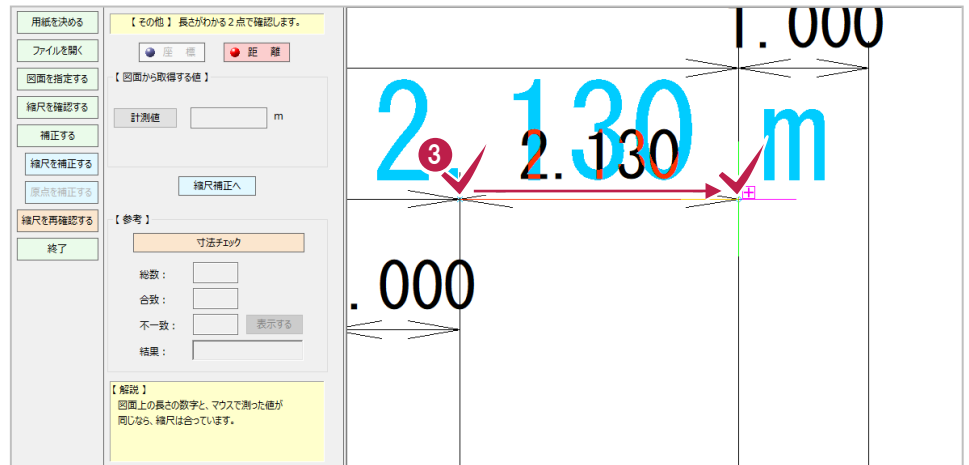 用紙を決める
ファイルを開く
図面を指定する
縮尺を確認する
補正する
縮尺を補正する
原点を補正する
縮尺を再確認する
終了
【 その他 】 長さがわかる2点で確認します。
座 標
距 離
【 図面から取得する値 】
計測値
m
縮尺補正へ
【 参考 】
寸法チェック
総数：
合致：
不一致：
表示する
結果：
【 解説 】
図面上の長さの数字と、マウスで測った値が
同じなら、縮尺は合っています。
1.000
2.130 m
2.130
3
.000